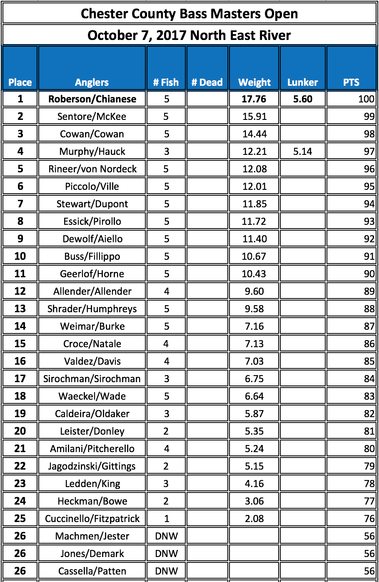 Chester County Bass Masters Open
October 7, 2017 North East River
Place Anglers # Fish # Dead Weight Lunker PTS
1 Roberson/Chianese 5 17.76 5.60 100
2 Sentore/McKee 5 15.91 99
3 Cowan/Cowan 5 14.44 98
4 Murphy/Hauck 3 12.21 5.14 97
5 Rineer/von Nordeck 5 12.08 96
6 Piccolo/Ville 5 12.01 95
7 Stewart/Dupont 5 11.85 94
8 Essick/Pirollo 5 11.72 93
9 Dewolf/Aiello 5 11.40 92
10 Buss/Fillippo 5 10.67 91
11 Geerlof/Horne 5 10.43 90
12 Allender/Allender 4 9.60 89
13 Shrader/Humphreys 5 9.58 88
14 Weimar/Burke 5 7.16 87
15 Croce/Natale 4 7.13 86
16 Valdez/Davis 4 7.03 85
17 Sirochman/Sirochman 3 6.75 84
18 Waeckel/Wade 5 6.64 83
19 Caldeira/Oldaker 3 5.87 82
20 Leister/Donley 2 5.35 81
21 Amilani/Pitcherello 4 5.24 80
22 Jagodzinski/Gittings 2 5.15 79
23 Ledden/King 3 4.16 78
24 Heckman/Bowe 2 3.06 77
25 Cuccinello/Fitzpatrick 1 2.08 76
26 Machmen/Jester DNW 56
26 Jones/Demark DNW 56
26 Cassella/Patten DNW 56